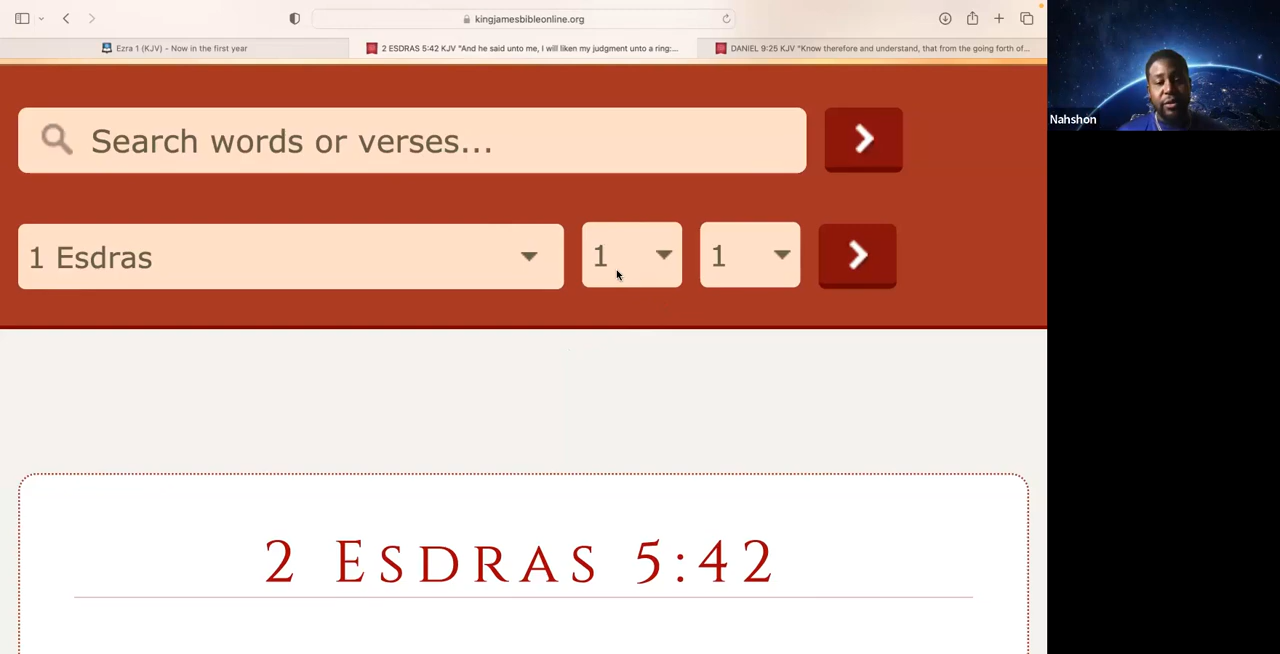 kingjamesbibleonline.org
Ezra 1 (KJV) - Now in the first year
2 ESDRAS 5:42 KJV "And he said unto me, I will liken my judgment unto a ring:...
DANIEL 9:25 KJV "Know therefore and understand, that from the going forth of...
Nahshon
Search words or verses...
1 Esdras
1
1
2 ESDRAS 5:42